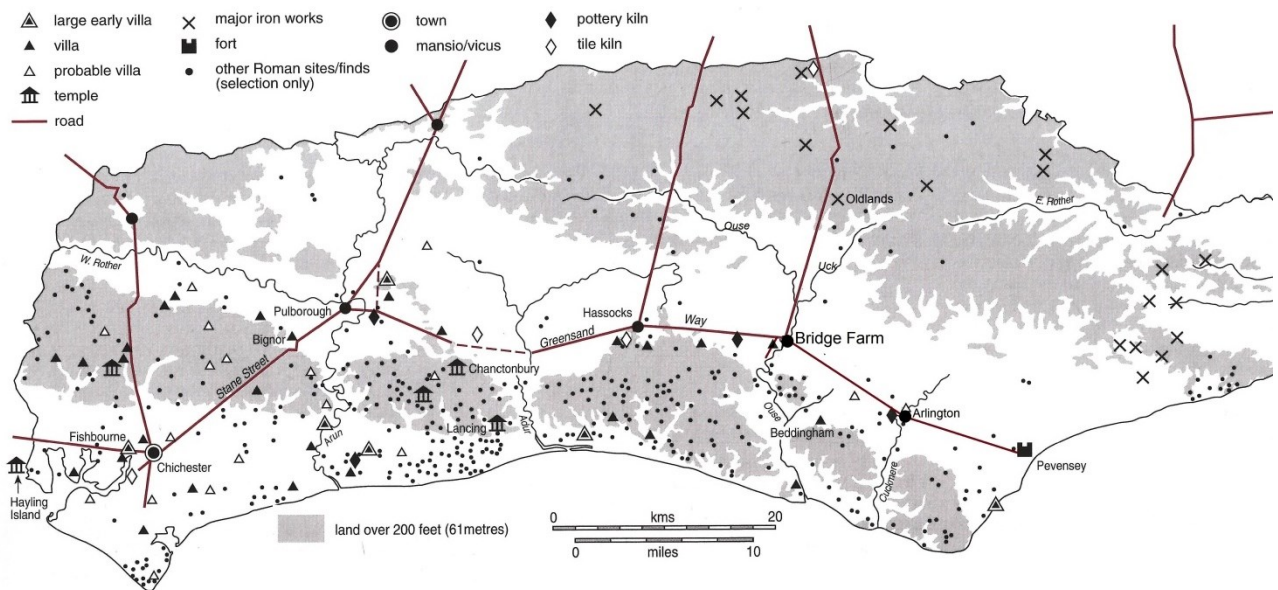 large early villa
villa
probable villa
temple
road
major iron works
fort
other Roman sites/finds
(selection only)
town
mansio/vicus
pottery kiln
tile kiln
Oldlands
E. Rother
Ouse
Uck
W. Rother
Pulborough
Hassocks
Greensand
Way
Bridge Farm
Bignor
Stane Street
Chanctonbury
Lancing
Adur
Arun
Ouse
Beddingham
Arlington
Cuckmere
Pevensey
Fishbourne
Chichester
Hayling
Island
land over 200 feet (61metres)
0 kms 20
0 miles 10